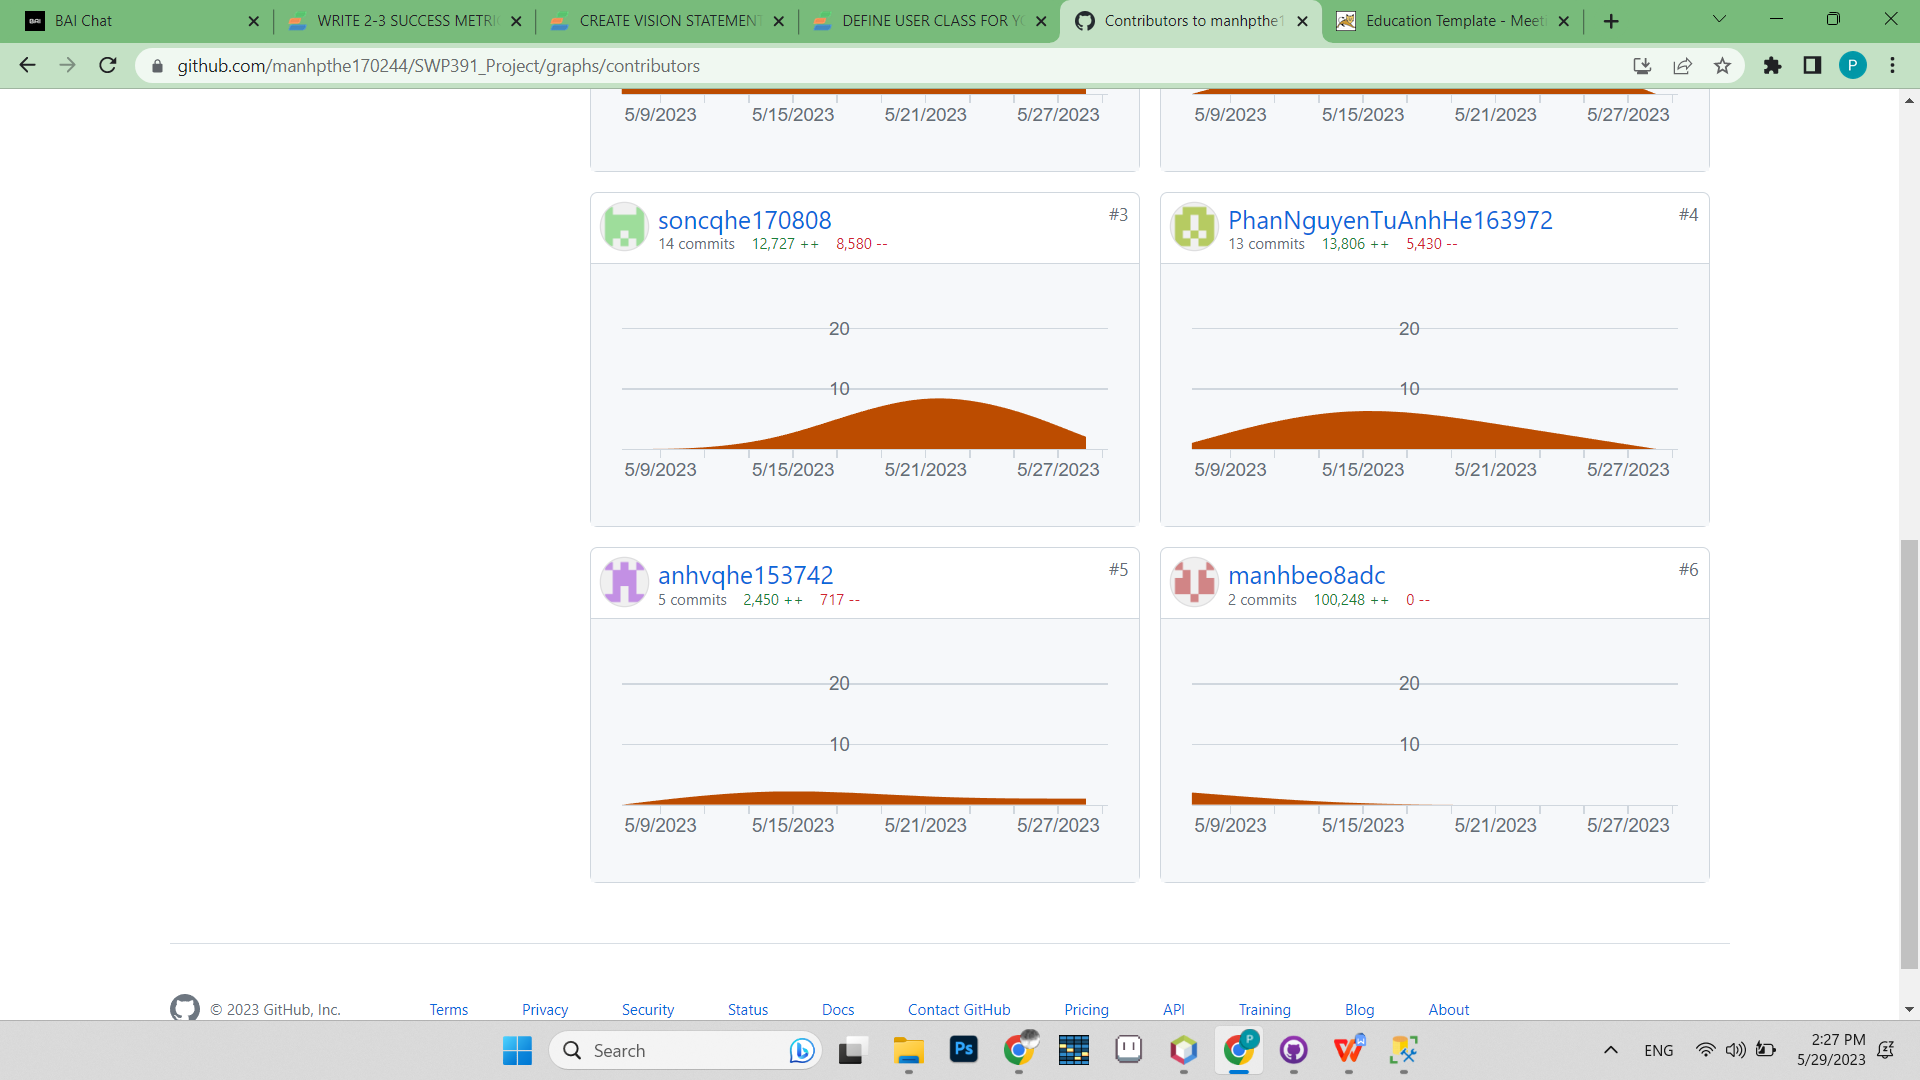 BAI Chat
WRITE 2-3 SUCCESS METRI
CREATE VISION STATEMENT
DEFINE USER CLASS FOR YO
Contributors to manhpthe1
Education Template - Meet
github.com/manhpthe170244/SWP391_Project/graphs/contributors
P
5/9/2023 5/15/2023 5/21/2023 5/27/2023
5/9/2023 5/15/2023 5/21/2023 5/27/2023
soncqhe170808 #3
14 commits 12,727 ++ 8,580 --
20
10
5/9/2023 5/15/2023 5/21/2023 5/27/2023
PhanNguyenTuAnhHe163972 #4
13 commits 13,806 ++ 5,430 --
20
10
5/9/2023 5/15/2023 5/21/2023 5/27/2023
anhvqhe153742 #5
5 commits 2,450 ++ 717 --
20
10
5/9/2023 5/15/2023 5/21/2023 5/27/2023
manhbeo8adc #6
2 commits 100,248 ++ 0 --
20
10
5/9/2023 5/15/2023 5/21/2023 5/27/2023
© 2023 GitHub, Inc. Terms Privacy Security Status Docs Contact GitHub Pricing API Training Blog About
Search
Ps
P
ENG
2:27 PM
5/29/2023